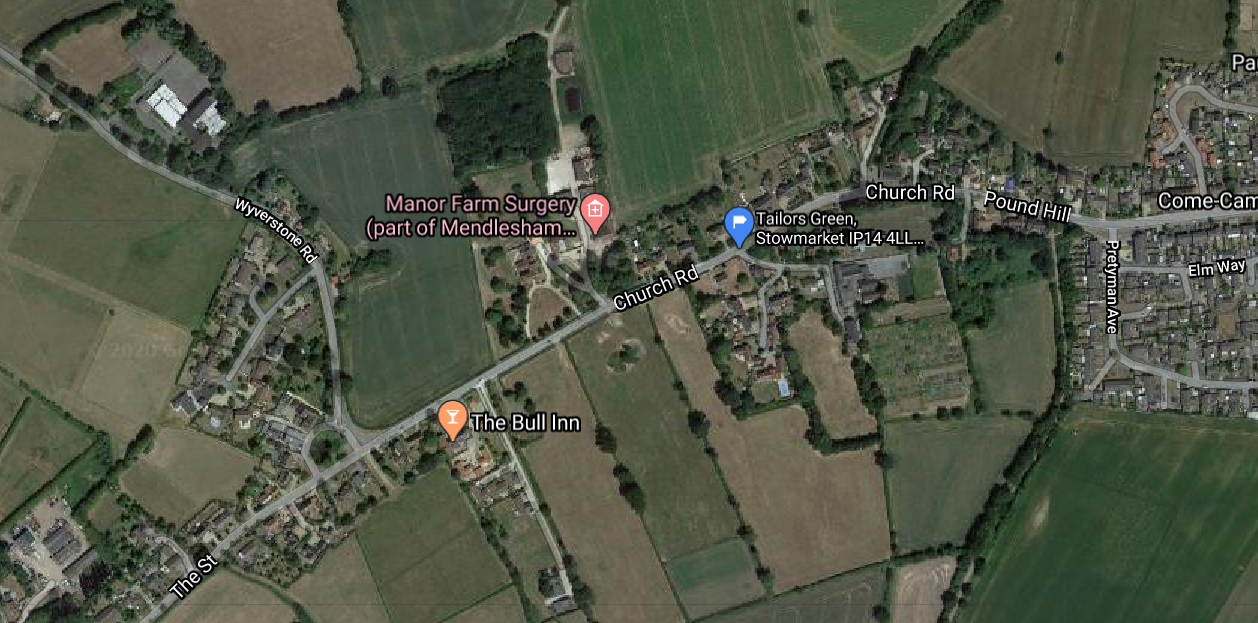 Pa
Church Rd
Pound Hill
Come-Cam
Wyverstone Rd
Manor Farm Surgery
(part of Mendlesham...
Tailors Green,
Stowmarket IP14 4LL...
Pretyman Ave
Elm Way
Church Rd
The Bull Inn
The St